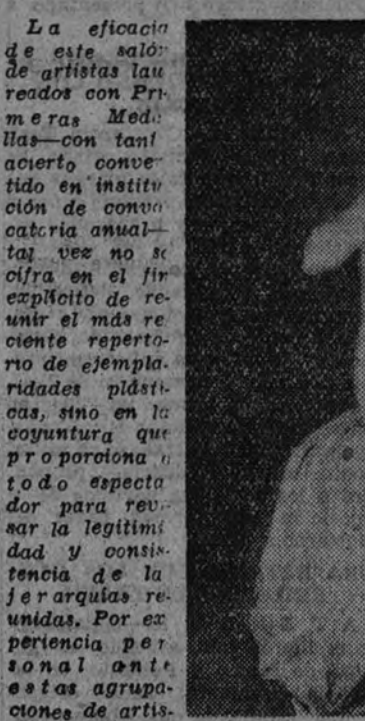 La eficacia
de este salón
de artistas lau
reados con Pri-
meras Meda
llas—con tant
acierto conve
tido en institu
ción de convo
catoria anual—
tal vez no se
cifra en el fin
explícito de re-
unir el más re
ciente reperto-
rio de ejempla-
ridades plásti-
cas, sino en la
coyuntura que
proporciona a
todo especta
dor para revi-
sar la legitimi
dad y consis-
tencia de la
jerarquías re-
unidas. Por ex
periencia per
sonal ante
estas agrupa-
ciones de artis-